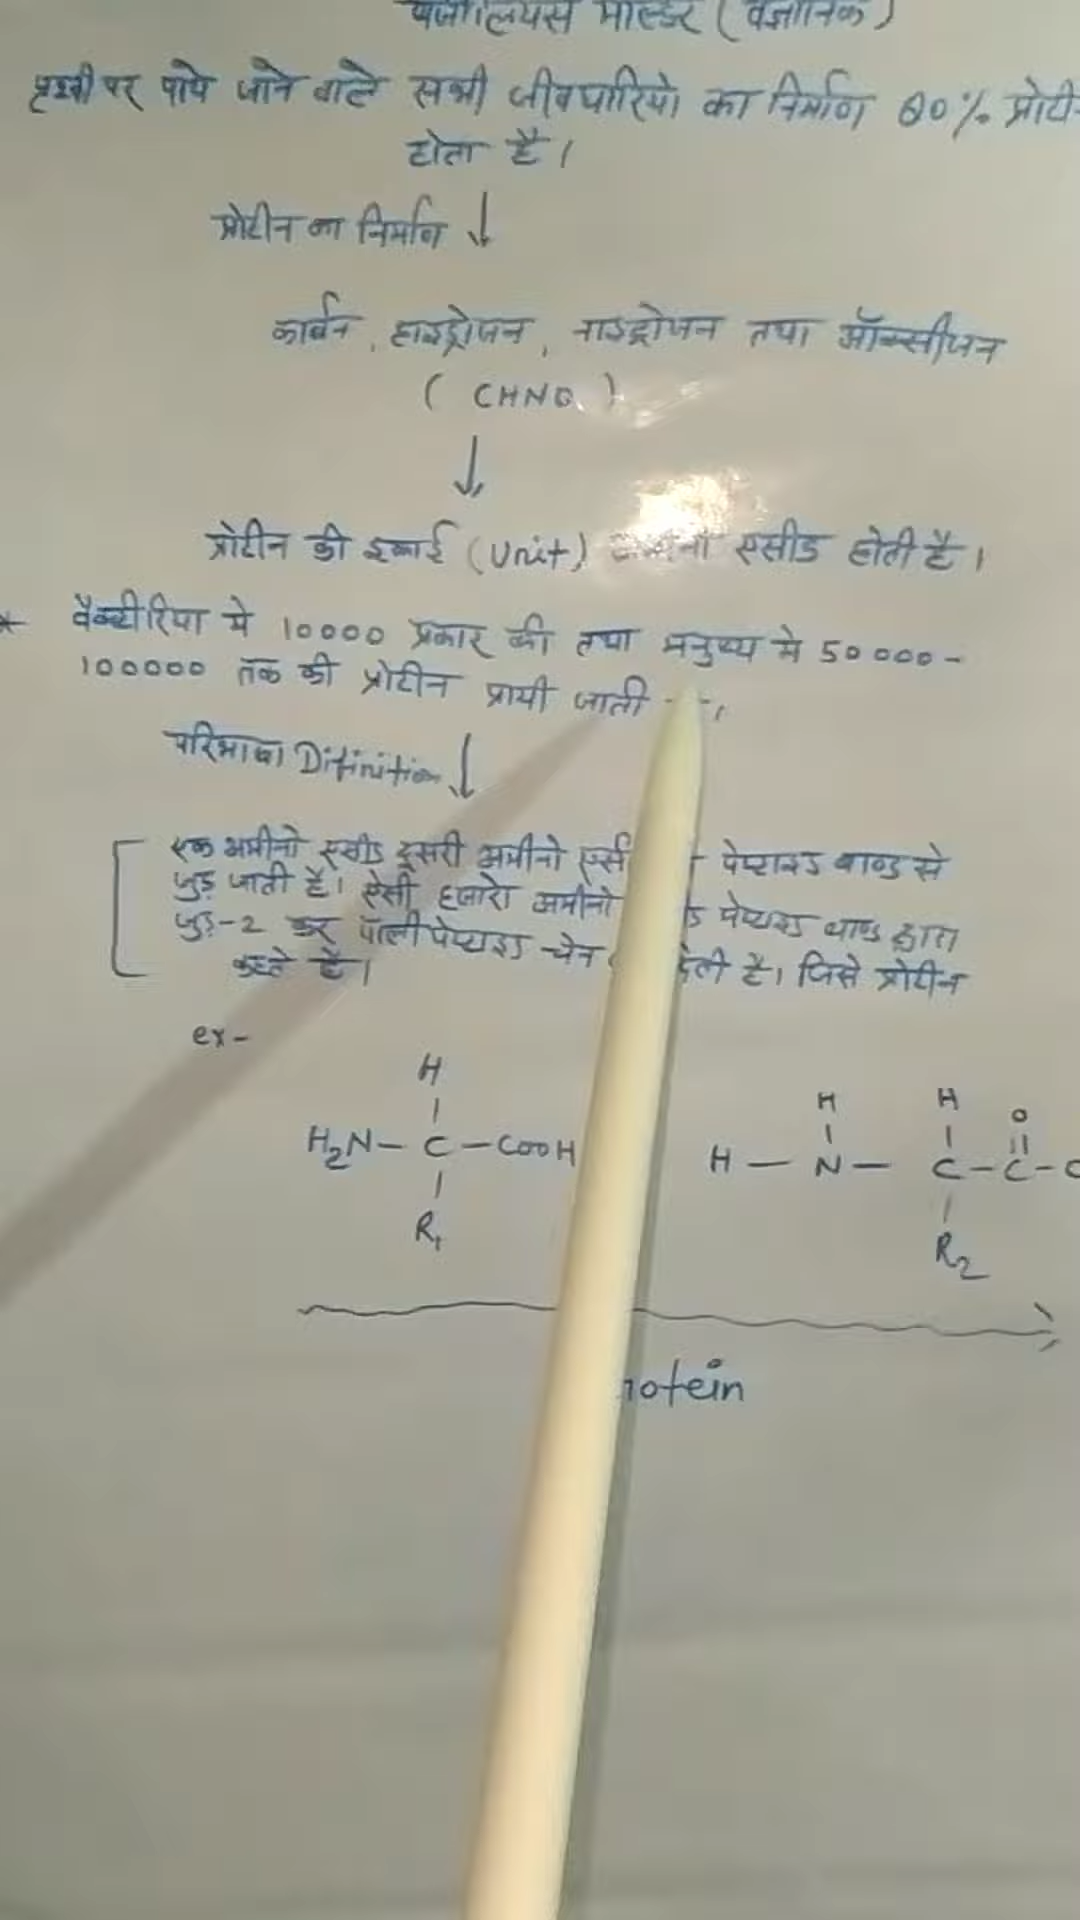 मोल्डर (वैज्ञानिक)
पृथ्वी पर पाये जाने वाले सभी जीवधारियो का निर्माण 80% प्रोटी
होता है।
प्रोटीन का निर्माण ↓
कार्बन, हाइड्रोजन, नाइट्रोजन तथा ऑक्सीजन
( CHNO )
↓
प्रोटीन की इकाई (Unit) एसीड होती है।
* वैक्टीरिया मे 10000 प्रकार की तथा मनुष्य मे 50000 -
100000 तक की प्रोटीन प्रायी जाती
परिभाषा Difinition ↓
एक अमीनो एसीड दूसरी अमीनो पेप्टाइड बाण्ड से
जुड़ जाती है। ऐसी हजारो अमीनो पेप्टाइड बाण्ड द्वारा
जुड़-2 कर पॉलीपेप्टाइड चेन देती है। जिसे प्रोटीन
कहते है।
ex-
H H H O
H₂N – C – COOH H – N – C – C –
R₁ R₂